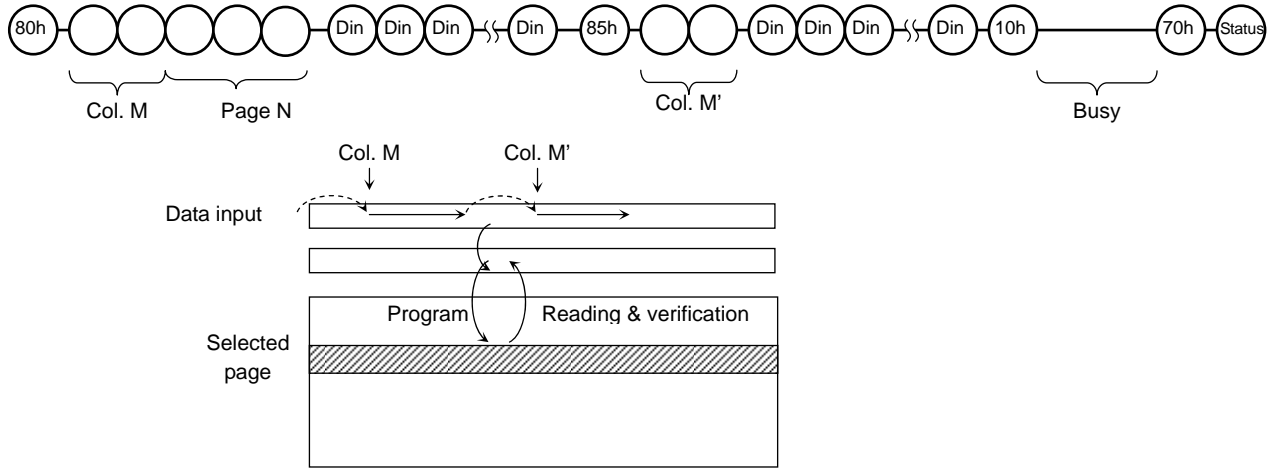 80h Din Din Din Din 85h Din Din Din Din 10h 70h Status
Col. M Page N Col. M’ Busy
Col. M Col. M’
Data input
Program Reading & verification
Selected
page